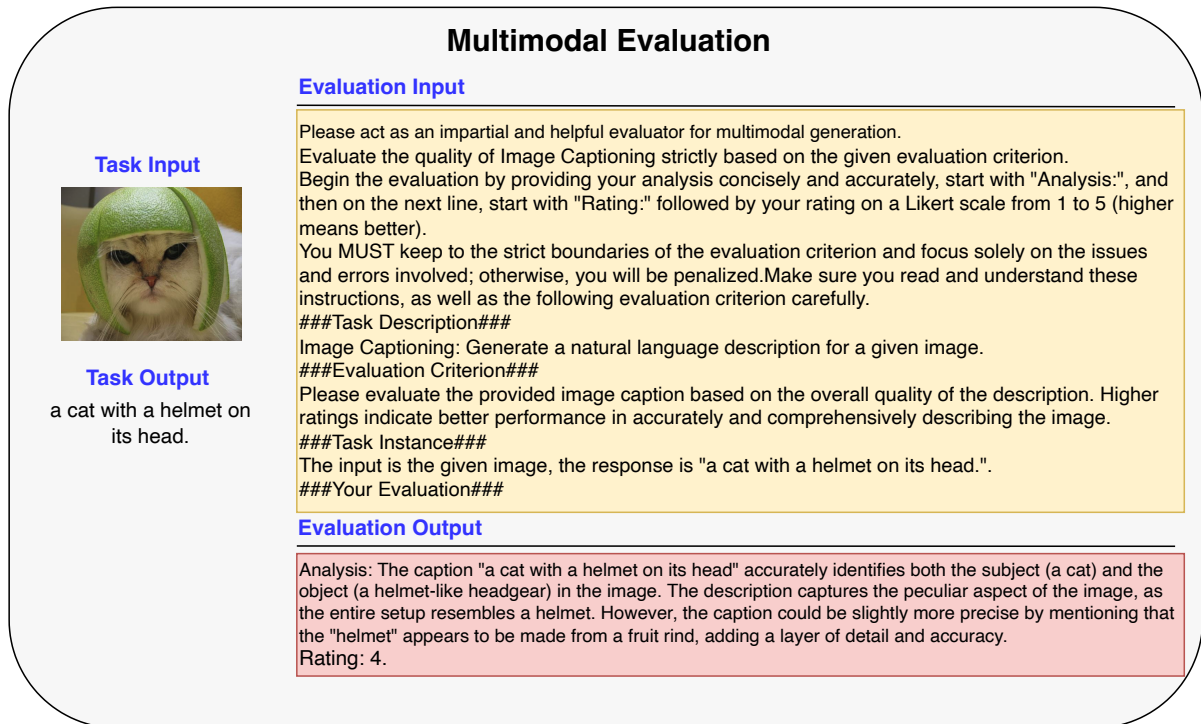 Multimodal Evaluation
Task Input
Task Output
a cat with a helmet on
its head.
Evaluation Input
Please act as an impartial and helpful evaluator for multimodal generation.
Evaluate the quality of Image Captioning strictly based on the given evaluation criterion.
Begin the evaluation by providing your analysis concisely and accurately, start with "Analysis:", and
then on the next line, start with "Rating:" followed by your rating on a Likert scale from 1 to 5 (higher
means better).
You MUST keep to the strict boundaries of the evaluation criterion and focus solely on the issues
and errors involved; otherwise, you will be penalized.Make sure you read and understand these
instructions, as well as the following evaluation criterion carefully.
###Task Description###
Image Captioning: Generate a natural language description for a given image.
###Evaluation Criterion###
Please evaluate the provided image caption based on the overall quality of the description. Higher
ratings indicate better performance in accurately and comprehensively describing the image.
###Task Instance###
The input is the given image, the response is "a cat with a helmet on its head.".
###Your Evaluation###
Evaluation Output
Analysis: The caption "a cat with a helmet on its head" accurately identifies both the subject (a cat) and the
object (a helmet-like headgear) in the image. The description captures the peculiar aspect of the image, as
the entire setup resembles a helmet. However, the caption could be slightly more precise by mentioning that
the "helmet" appears to be made from a fruit rind, adding a layer of detail and accuracy.
Rating: 4.